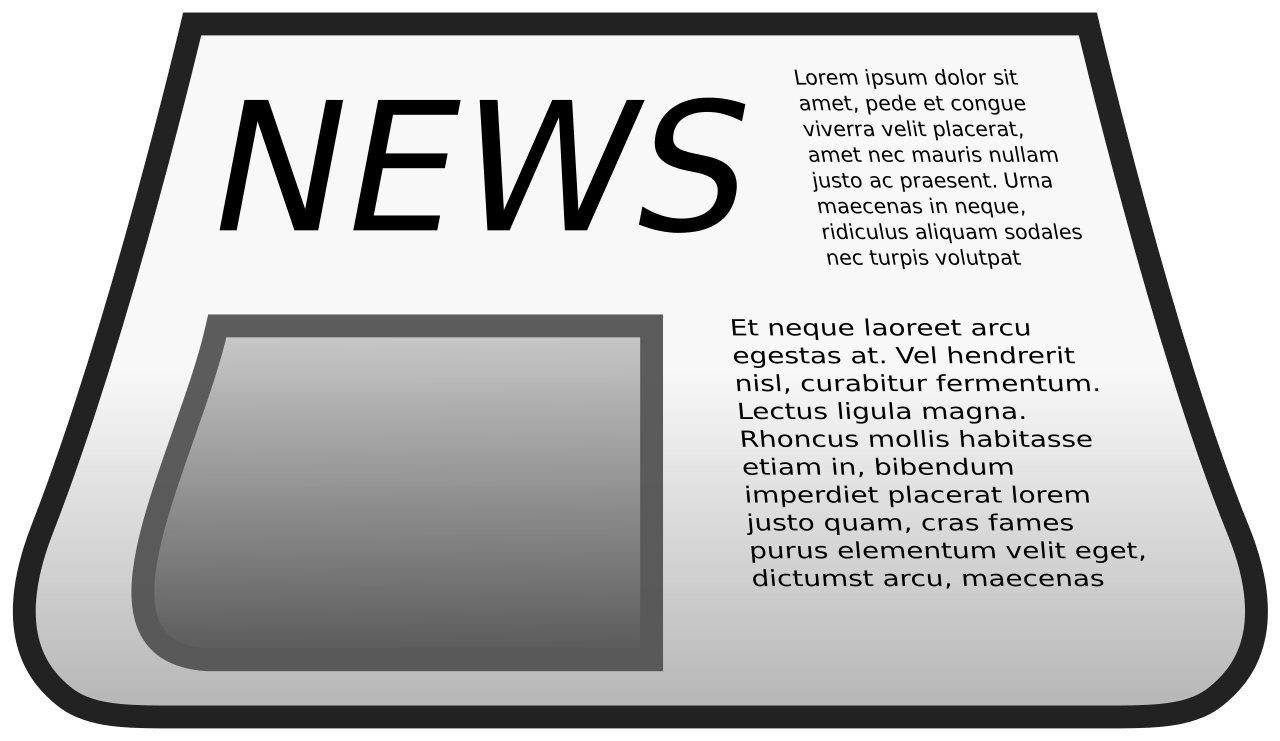 NEWS
Lorem ipsum dolor sit
amet, pede et congue
viverra velit placerat,
amet nec mauris nullam
justo ac praesent. Urna
maecenas in neque,
ridiculus aliquam sodales
nec turpis volutpat
Et neque laoreet arcu
egestas at. Vel hendrerit
nisl, curabitur fermentum.
Lectus ligula magna.
Rhoncus mollis habitasse
etiam in, bibendum
imperdiet placerat lorem
justo quam, cras fames
purus elementum velit eget,
dictumst arcu, maecenas